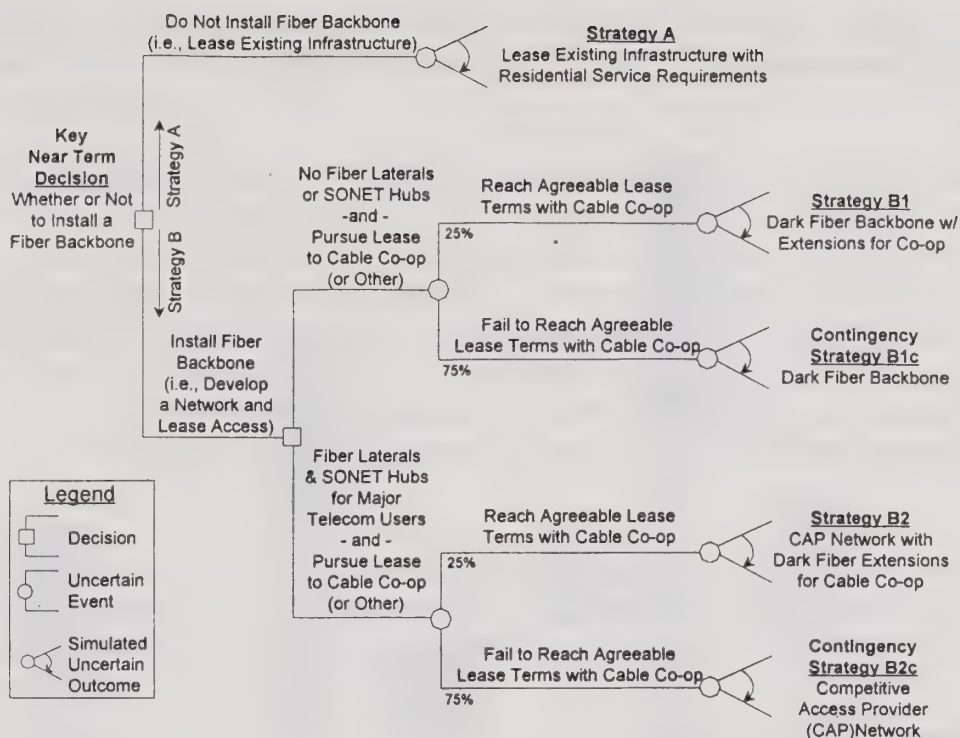 Do Not Install Fiber Backbone
(i.e., Lease Existing Infrastructure)
Strategy A
Lease Existing Infrastructure with
Residential Service Requirements
Key
Near Term
Decision
Whether or Not
to Install a
Fiber Backbone
Strategy A
Strategy B
No Fiber Laterals
or SONET Hubs
-and -
Pursue Lease
to Cable Co-op
(or Other)
Reach Agreeable Lease
Terms with Cable Co-op
25%
Strategy B1
Dark Fiber Backbone w/
Extensions for Co-op
Fail to Reach Agreeable
Lease Terms with Cable Co-op
75%
Contingency
Strategy B1c
Dark Fiber Backbone
Install Fiber
Backbone
(i.e., Develop
a Network and
Lease Access)
Fiber Laterals
& SONET Hubs
for Major
Telecom Users
-and -
Pursue Lease
to Cable Co-op
(or Other)
Reach Agreeable Lease
Terms with Cable Co-op
25%
Strategy B2
CAP Network with
Dark Fiber Extensions
for Cable Co-op
Fail to Reach Agreeable
Lease Terms with Cable Co-op
75%
Contingency
Strategy B2c
Competitive
Access Provider
(CAP)Network
Legend
Decision
Uncertain
Event
Simulated
Uncertain
Outcome